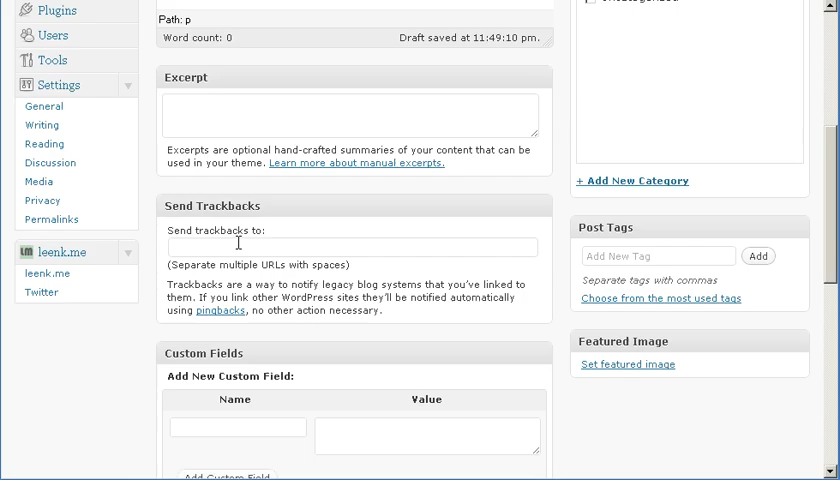 Plugins
Users
Tools
Settings
General
Writing
Reading
Discussion
Media
Privacy
Permalinks
lm leenk.me
leenk.me
Twitter
Path: p
Word count: 0 Draft saved at 11:49:10 pm.
Excerpt
Excerpts are optional hand-crafted summaries of your content that can be
used in your theme. Learn more about manual excerpts.
Send Trackbacks
Send trackbacks to:
(Separate multiple URLs with spaces)
Trackbacks are a way to notify legacy blog systems that you've linked to
them. If you link other WordPress sites they'll be notified automatically
using pingbacks, no other action necessary.
Custom Fields
Add New Custom Field:
Name Value
Add Custom Field
+ Add New Category
Post Tags
Add New Tag Add
Separate tags with commas
Choose from the most used tags
Featured Image
Set featured image